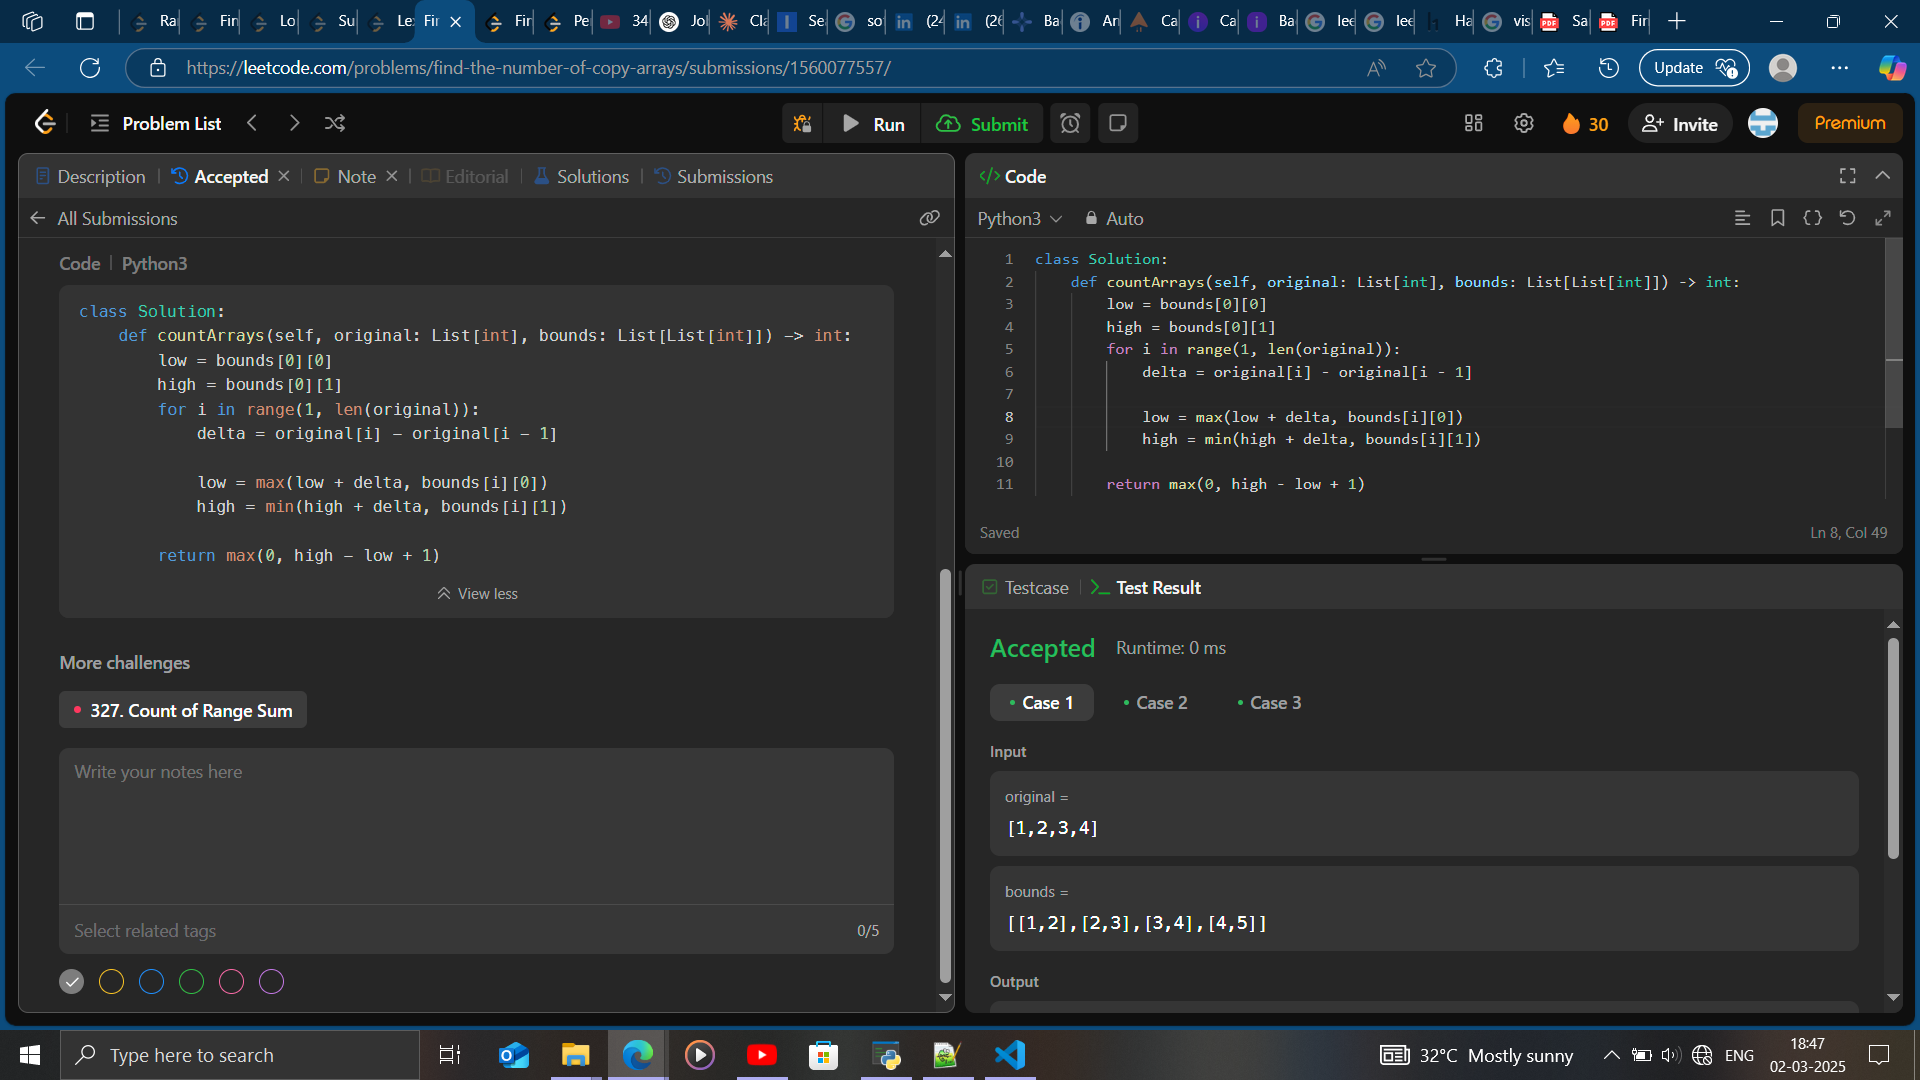 Ra
Fin
Lo
Su
Le
Fir
Fir
Pe
34
Jol
Cl
Se
so
(24
(26
Ba
An
Ca
Ca
Ba
lee
lee
Ha
vis
Sa
Fir
https://leetcode.com/problems/find-the-number-of-copy-arrays/submissions/1560077557/
Update
Problem List
Run
Submit
30
Invite
Premium
Description
Accepted
Note
Editorial
Solutions
Submissions
All Submissions
Code | Python3
class Solution:
    def countArrays(self, original: List[int], bounds: List[List[int]]) -> int:
        low = bounds[0][0]
        high = bounds[0][1]
        for i in range(1, len(original)):
            delta = original[i] - original[i - 1]
            low = max(low + delta, bounds[i][0])
            high = min(high + delta, bounds[i][1])
        return max(0, high - low + 1)
View less
More challenges
327. Count of Range Sum
Write your notes here
Select related tags
0/5
</> Code
Python3
Auto
1 class Solution:
2     def countArrays(self, original: List[int], bounds: List[List[int]]) -> int:
3         low = bounds[0][0]
4         high = bounds[0][1]
5         for i in range(1, len(original)):
6             delta = original[i] - original[i - 1]
7
8             low = max(low + delta, bounds[i][0])
9             high = min(high + delta, bounds[i][1])
10
11         return max(0, high - low + 1)
Saved
Ln 8, Col 49
Testcase
Test Result
Accepted Runtime: 0 ms
Case 1
Case 2
Case 3
Input
original =
[1,2,3,4]
bounds =
[[1,2],[2,3],[3,4],[4,5]]
Output
Type here to search
32°C Mostly sunny
ENG
18:47
02-03-2025